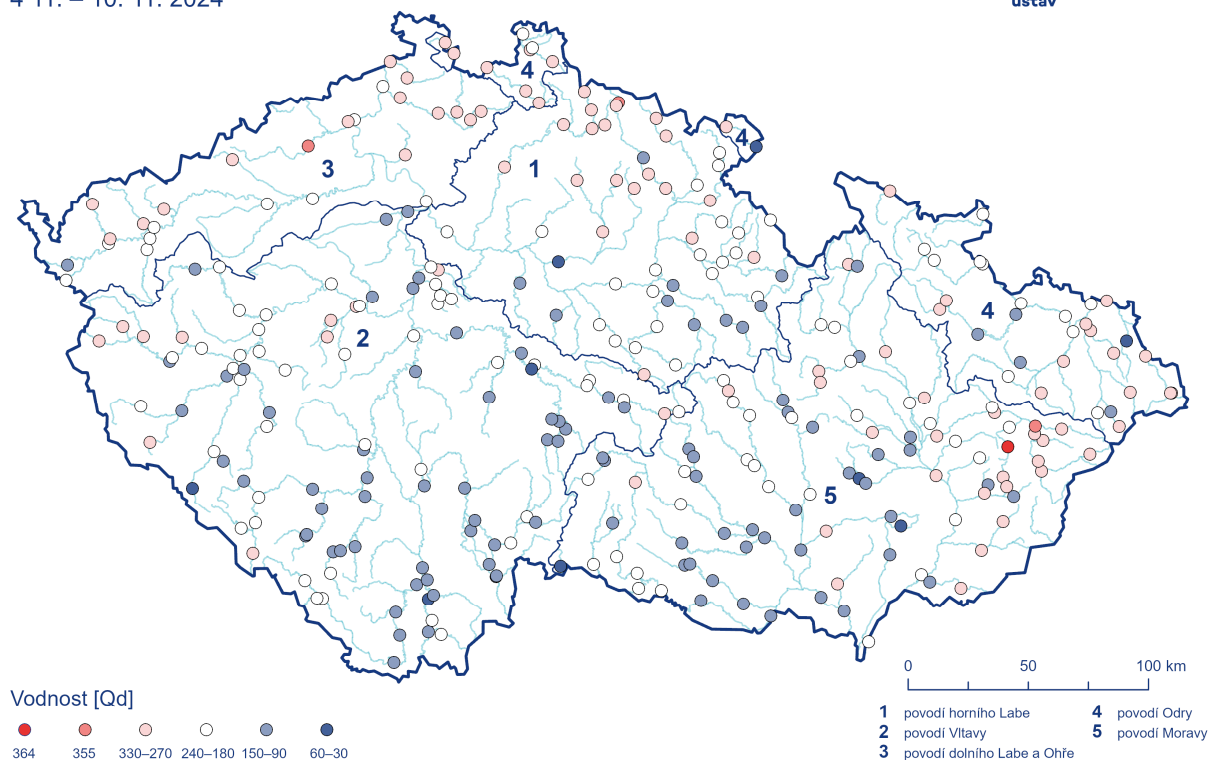 4 11. – 10. 11. 2024
ústav
4
4
3
1
2
4
5
0 50 100 km
Vodnost [Qd]
364 355 330–270 240–180 150–90 60–30
1 povodí horního Labe
2 povodí Vltavy
3 povodí dolního Labe a Ohře
4 povodí Odry
5 povodí Moravy